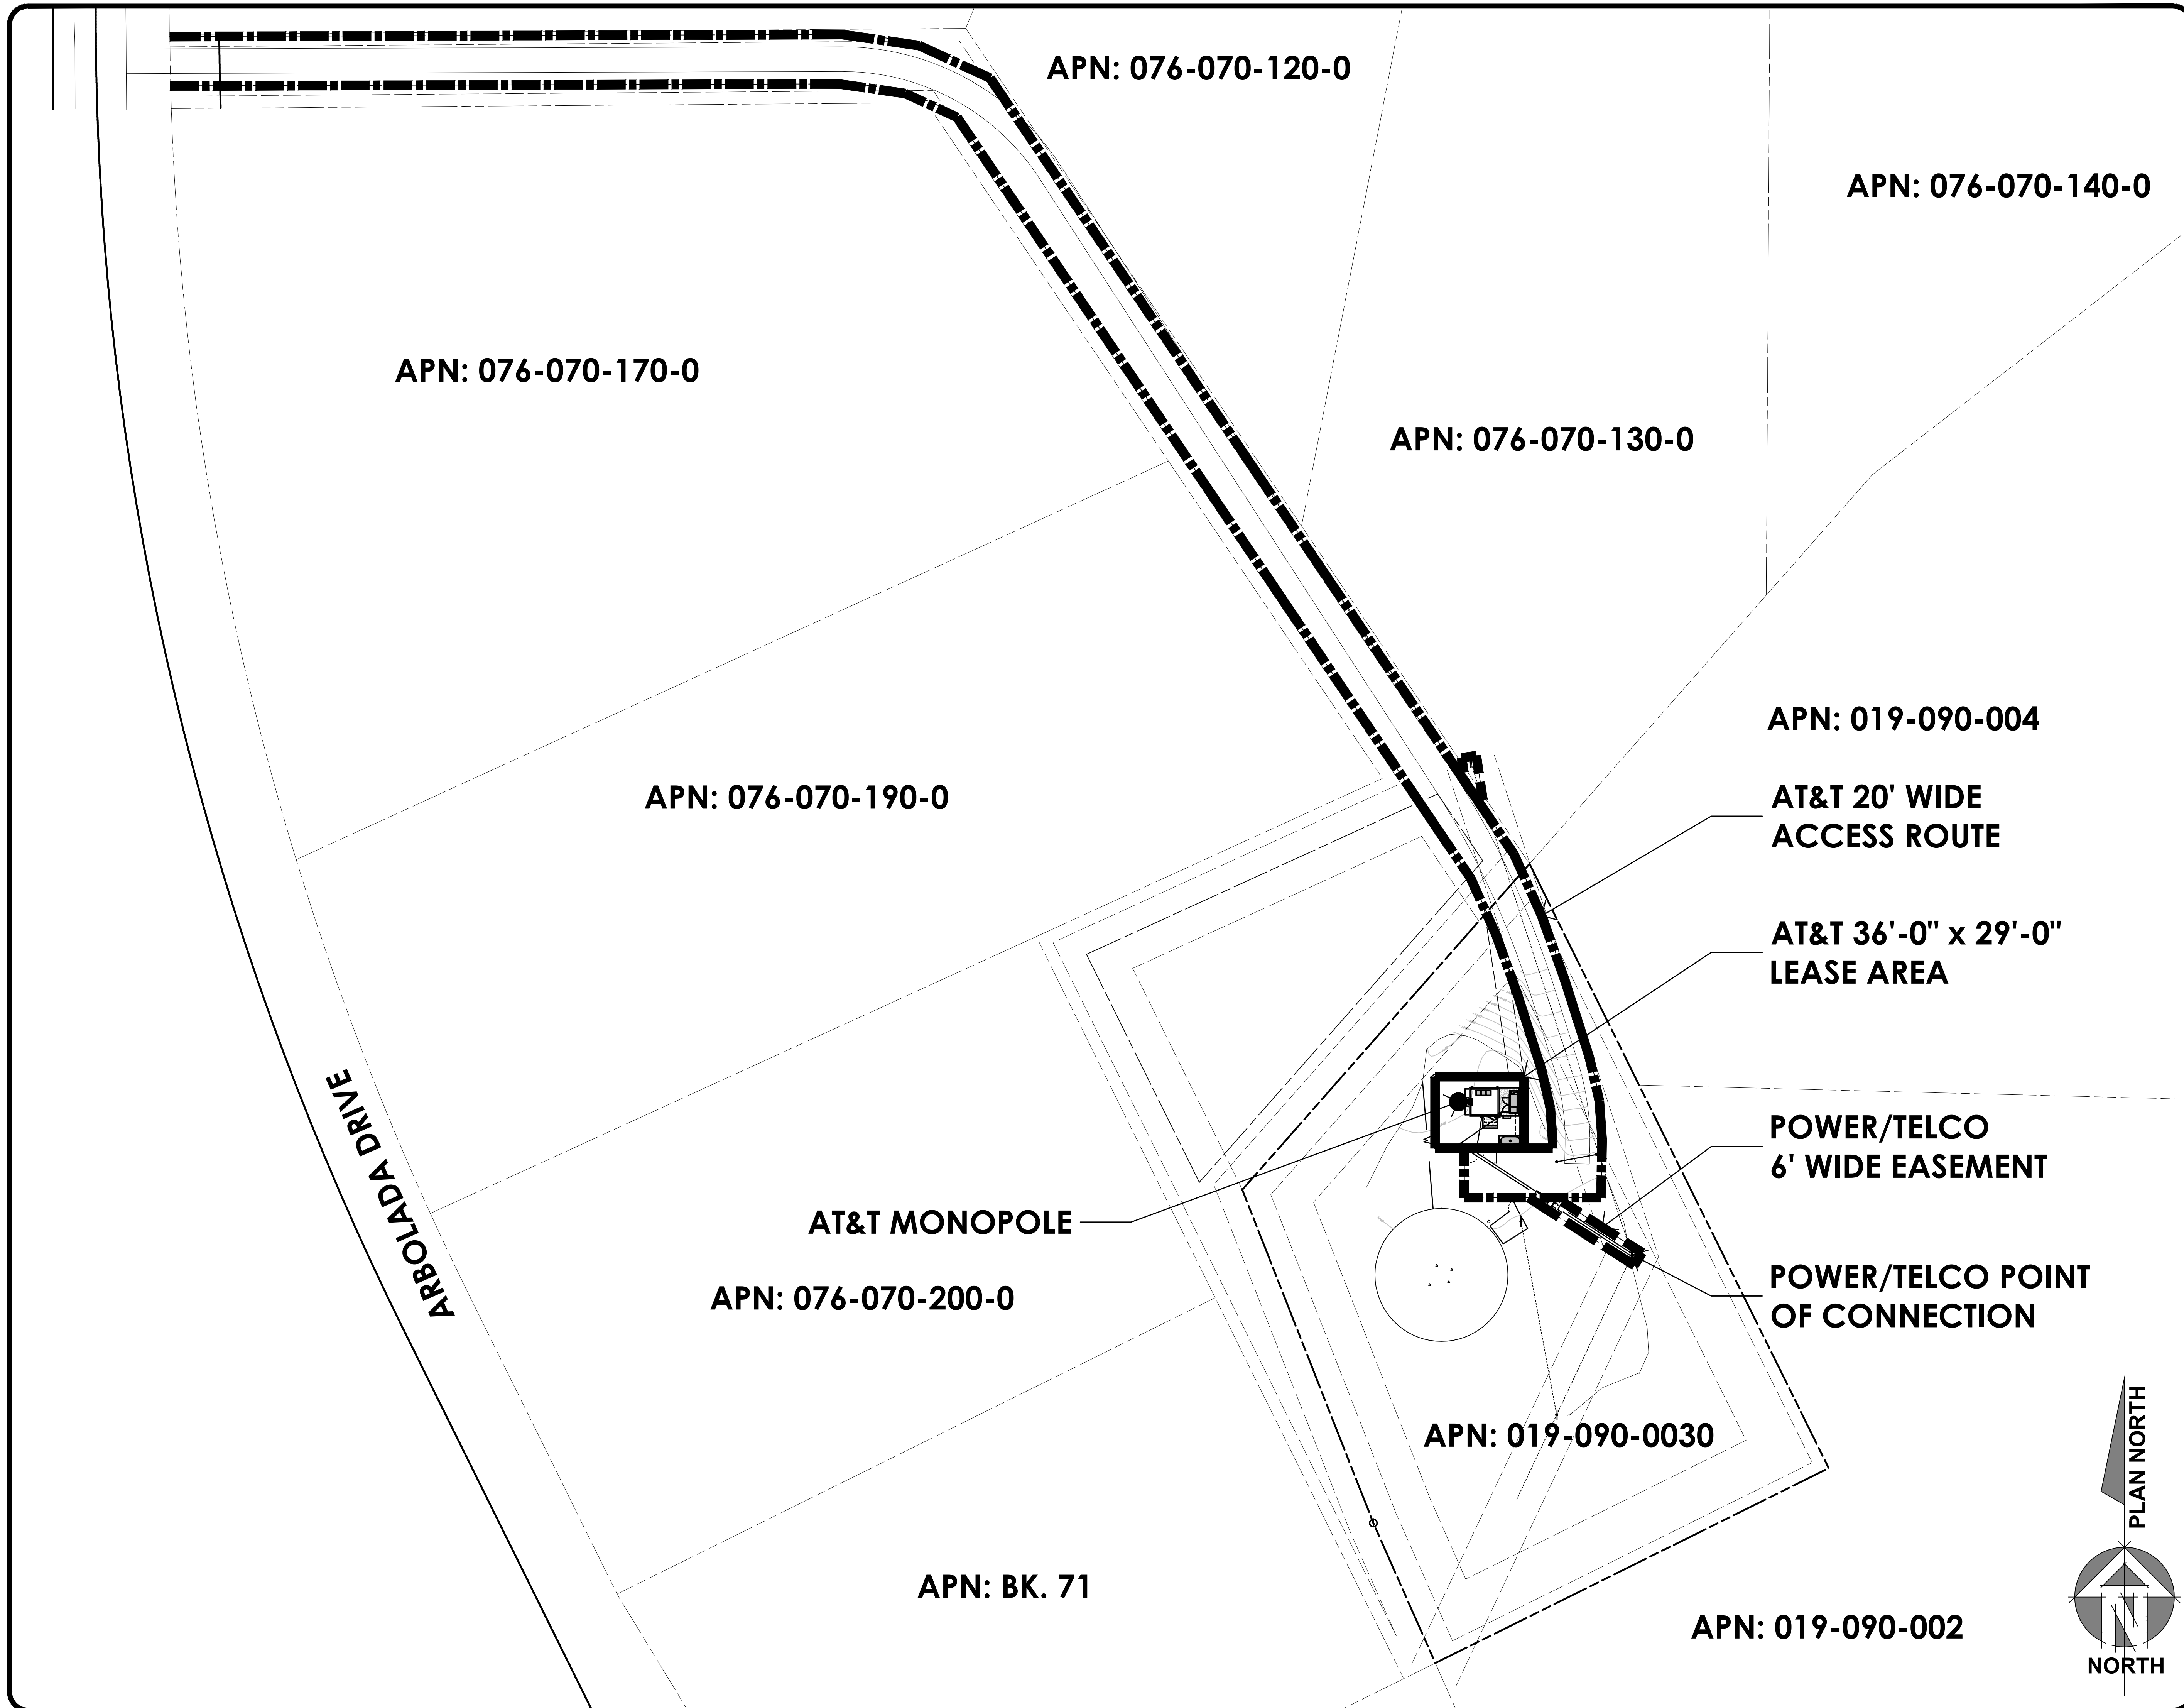 APN: 076-070-120-0
APN: 076-070-140-0
APN: 076-070-170-0
APN: 076-070-130-0
APN: 019-090-004
APN: 076-070-190-0
AT&T 20' WIDE
ACCESS ROUTE
AT&T 36'-0" x 29'-0"
LEASE AREA
ARBOLADA DRIVE
POWER/TELCO
6' WIDE EASEMENT
AT&T MONOPOLE
APN: 076-070-200-0
POWER/TELCO POINT
OF CONNECTION
APN: 019-090-0030
PLAN NORTH
APN: BK. 71
APN: 019-090-002
N
NORTH